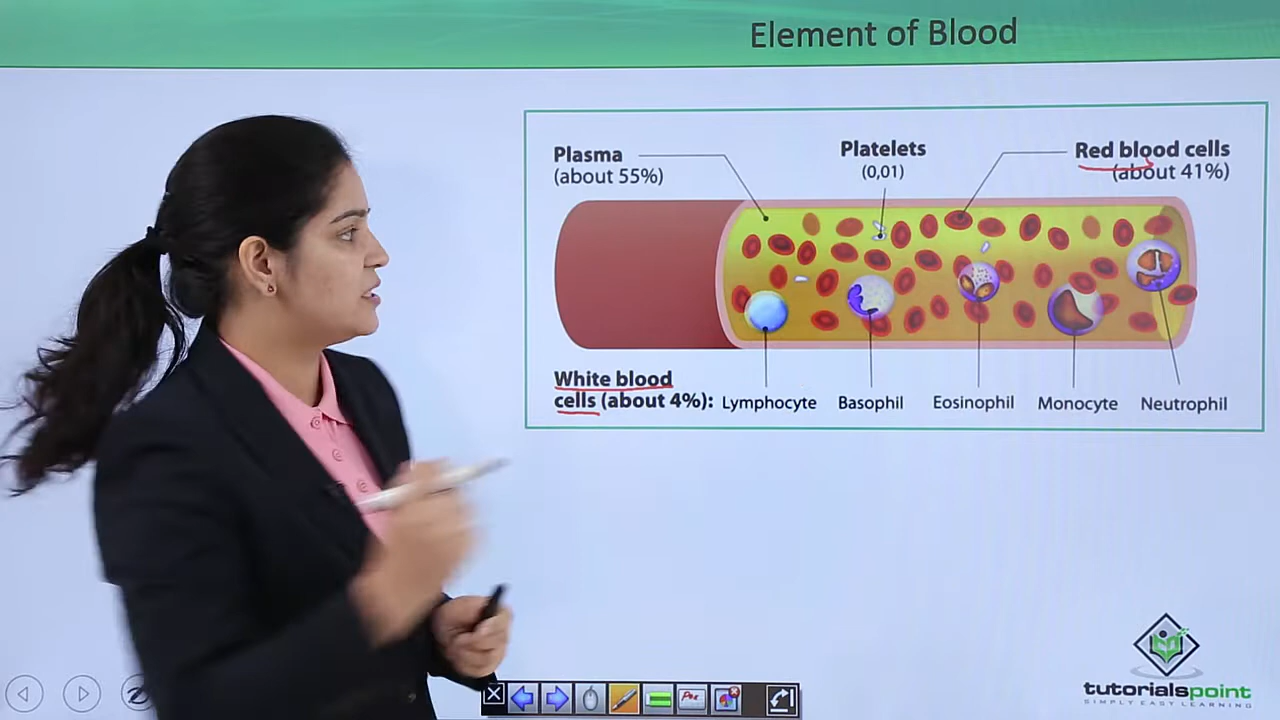 Element of Blood
Plasma
(about 55%)
Platelets
(0,01)
Red blood cells
(about 41%)
White blood
cells (about 4%): Lymphocyte Basophil Eosinophil Monocyte Neutrophil
tutorialspoint
SIMPLY EASY LEARNING